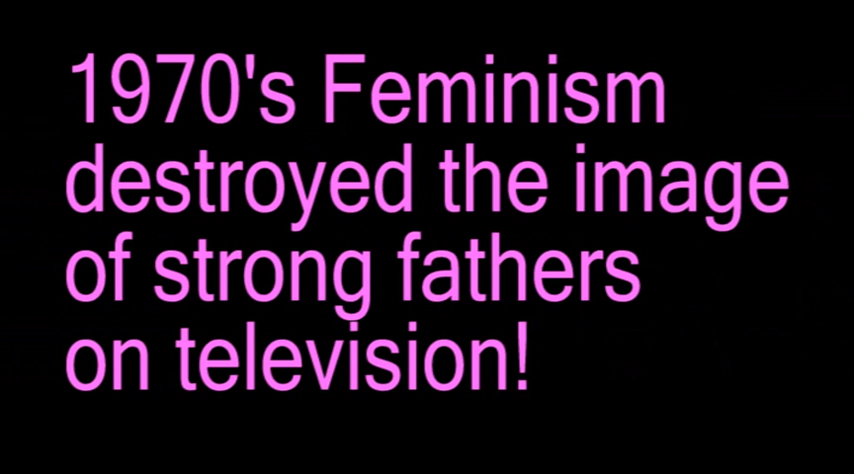 1970's Feminism
destroyed the image
of strong fathers
on television!